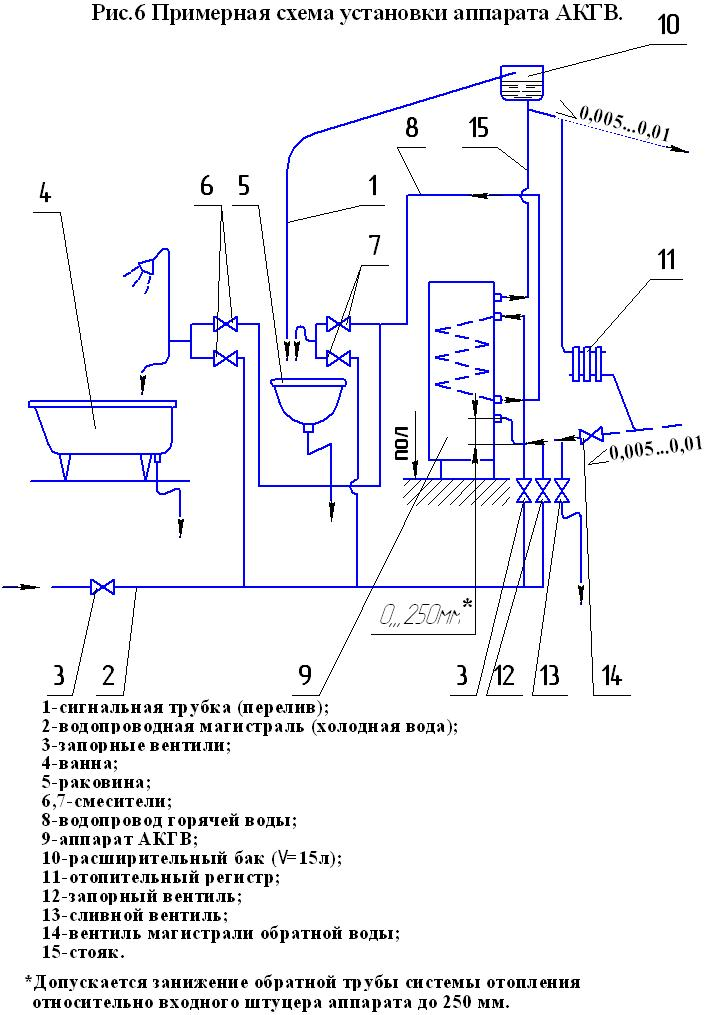 Рис.6 Примерная схема установки аппарата АКГВ.
10
0,005...0,01
8
15
4
6
5
1
7
11
ПОЛ
0,005...0,01
0,,,250мм*
3
2
9
3
12
13
14
1-сигнальная трубка (перелив);
2-водопроводная магистраль (холодная вода);
3-запорные вентили;
4-ванна;
5-раковина;
6,7-смесители;
8-водопровод горячей воды;
9-аппарат АКГВ;
10-расширительный бак (V=15л);
11-отопительный регистр;
12-запорный вентиль;
13-сливной вентиль;
14-вентиль магистрали обратной воды;
15-стояк.
*Допускается занижение обратной трубы системы отопления
относительно входного штуцера аппарата до 250 мм.